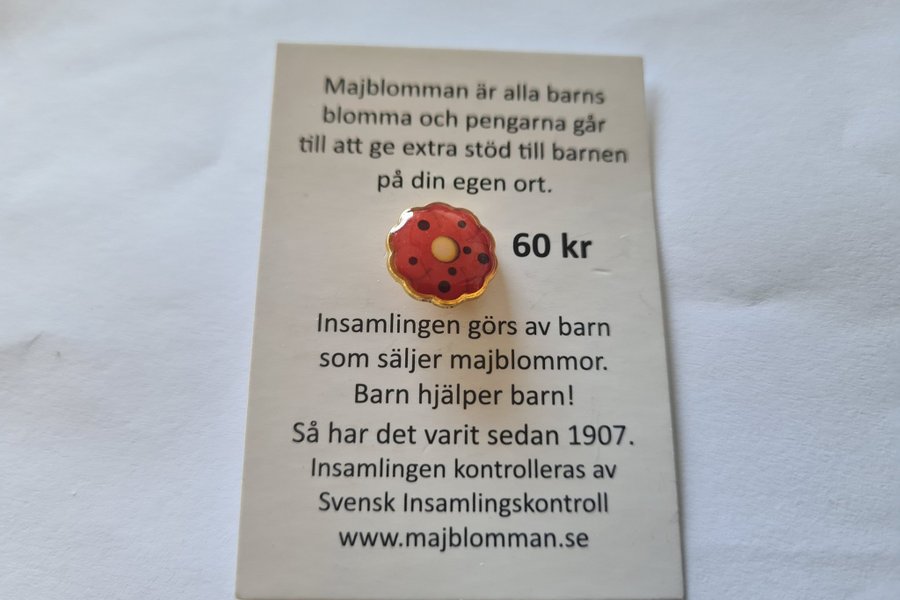 Majblomman är alla barns
blomma och pengarna går
till att ge extra stöd till barnen
på din egen ort.
60 kr
Insamlingen görs av barn
som säljer majblommor.
Barn hjälper barn!
Så har det varit sedan 1907.
Insamlingen kontrolleras av
Svensk Insamlingskontroll
www.majblomman.se